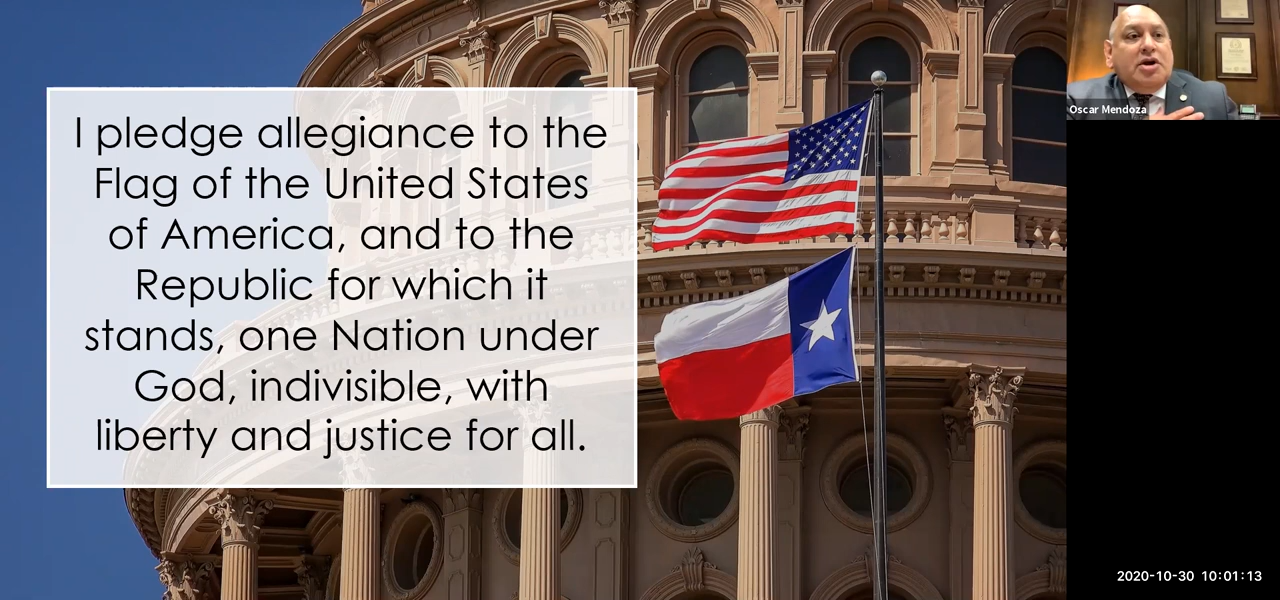 I pledge allegiance to the
Flag of the United States
of America, and to the
Republic for which it
stands, one Nation under
God, indivisible, with
liberty and justice for all.
Oscar Mendoza
2020-10-30 10:01:13